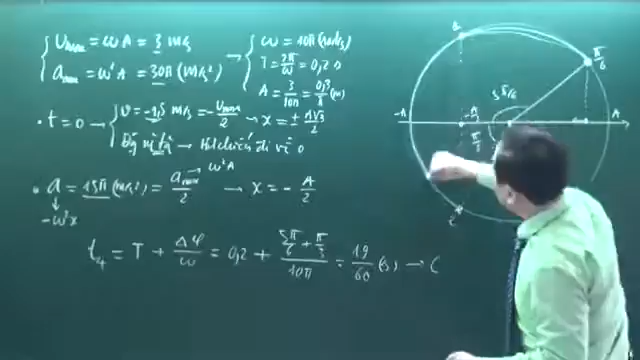 Vmax = ωA = 3 m/s
amax = ω²A = 30π (m/s²)
→ ω = 10π (rad/s)
T = 2π/ω = 0,2 s
A = 3/10π = 0,3/π (m)
• t = 0 → v = -1,5 m/s = -Vmax/2 → x = ± A√3/2
• a = 15π (m/s²) = amax/2 → x = - A/2
→ ω²A
-ω²x
t4 = T + Δφ/ω = 0,2 + (5π/6 + π/3)/10π = 19/60 (s) → C
π/6
5π/6
-A
-A/2
A
π/3